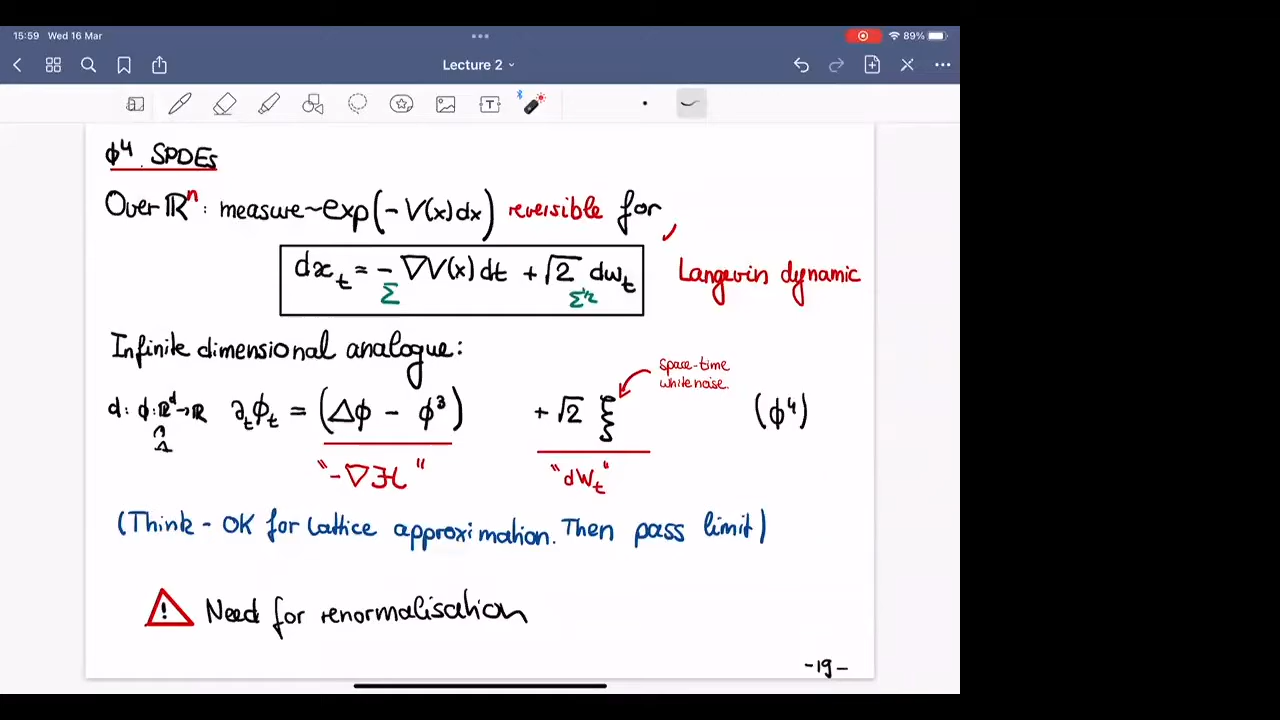 15:59 Wed 16 Mar
89%
Lecture 2
ϕ⁴ SPDEs
Over ℝⁿ: measure ~ exp(-V(x)dx) reversible for
dx_t = - ∇V(x) dt + √2 dw_t
Σ Σ^{1/2}
Langevin dynamic
Infinite dimensional analogue:
space-time
white noise.
d: ϕ: ℝᵈ → ℝ ∂_tϕ_t = (Δϕ - ϕ³) + √2 ξ (ϕ⁴)
"-∇ℋ" "dW_t"
(Think - OK for lattice approximation. Then pass limit)
! Need for renormalisation
-19-